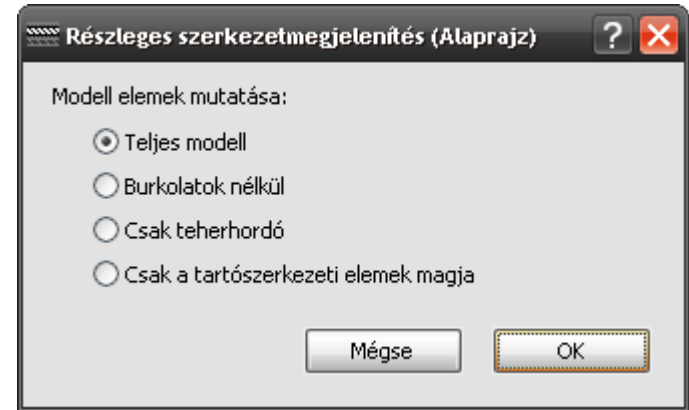 Részleges szerkezetmegjelenítés (Alaprajz)
Modell elemek mutatása:
Teljes modell
Burkolatok nélkül
Csak teherhordó
Csak a tartószerkezeti elemek magja
Mégse
OK